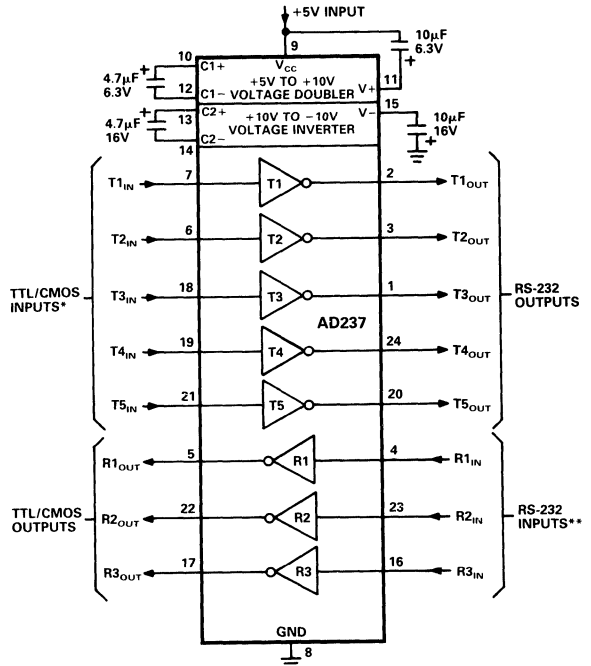 +5V INPUT
10µF
6.3V
+
9
VCC
10
C1+
+
4.7µF
6.3V
12
C1−
+5V TO +10V
VOLTAGE DOUBLER
V+
11
C2+
+
4.7µF
16V
13
C2−
14
+10V TO −10V
VOLTAGE INVERTER
V−
15
10µF
16V
+
TTL/CMOS
INPUTS*
T1IN 7 T1 2 T1OUT
T2IN 6 T2 3 T2OUT
T3IN 18 T3 1 T3OUT
AD237
T4IN 19 T4 24 T4OUT
T5IN 21 T5 20 T5OUT
RS-232
OUTPUTS
TTL/CMOS
OUTPUTS
R1OUT 5 R1 4 R1IN
R2OUT 22 R2 23 R2IN
R3OUT 17 R3 16 R3IN
RS-232
INPUTS**
GND
8